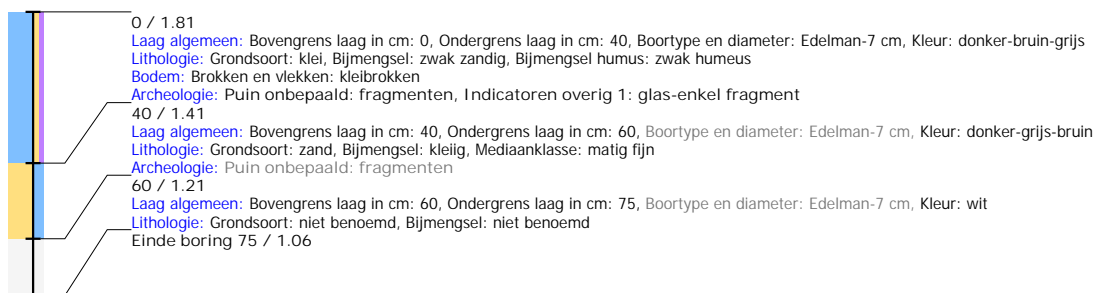 0 / 1.81
Laag algemeen: Bovengrens laag in cm: 0, Ondergrens laag in cm: 40, Boortype en diameter: Edelman-7 cm, Kleur: donker-bruin-grijs
Lithologie: Grondsoort: klei, Bijmengsel: zwak zandig, Bijmengsel humus: zwak humeus
Bodem: Brokken en vlekken: kleibrokken
Archeologie: Puin onbepaald: fragmenten, Indicatoren overig 1: glas-enkel fragment
40 / 1.41
Laag algemeen: Bovengrens laag in cm: 40, Ondergrens laag in cm: 60, Boortype en diameter: Edelman-7 cm, Kleur: donker-grijs-bruin
Lithologie: Grondsoort: zand, Bijmengsel: kleiig, Mediaanklasse: matig fijn
Archeologie: Puin onbepaald: fragmenten
60 / 1.21
Laag algemeen: Bovengrens laag in cm: 60, Ondergrens laag in cm: 75, Boortype en diameter: Edelman-7 cm, Kleur: wit
Lithologie: Grondsoort: niet benoemd, Bijmengsel: niet benoemd
Einde boring 75 / 1.06